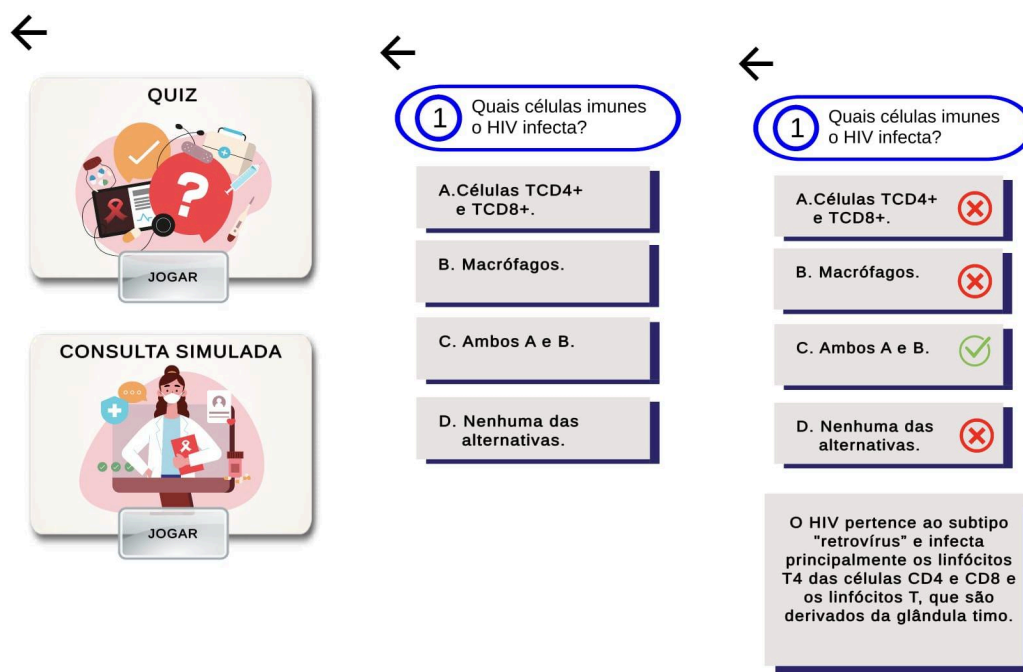 QUIZ
JOGAR
CONSULTA SIMULADA
JOGAR
1
Quais células imunes
o HIV infecta?
A.Células TCD4+
e TCD8+.
B. Macrófagos.
C. Ambos A e B.
D. Nenhuma das
alternativas.
1
Quais células imunes
o HIV infecta?
A.Células TCD4+
e TCD8+.
B. Macrófagos.
C. Ambos A e B.
D. Nenhuma das
alternativas.
O HIV pertence ao subtipo
"retrovírus" e infecta
principalmente os linfócitos
T4 das células CD4 e CD8 e
os linfócitos T, que são
derivados da glândula timo.